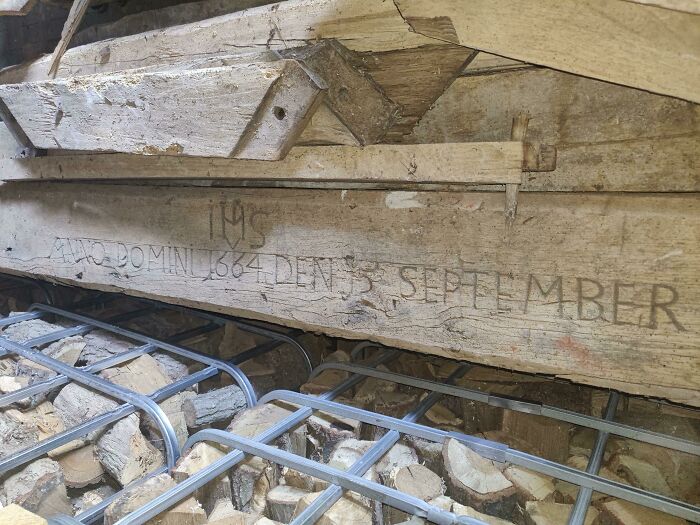 IHS
ANNO DOMINI 1664 DEN 13 SEPTEMBER